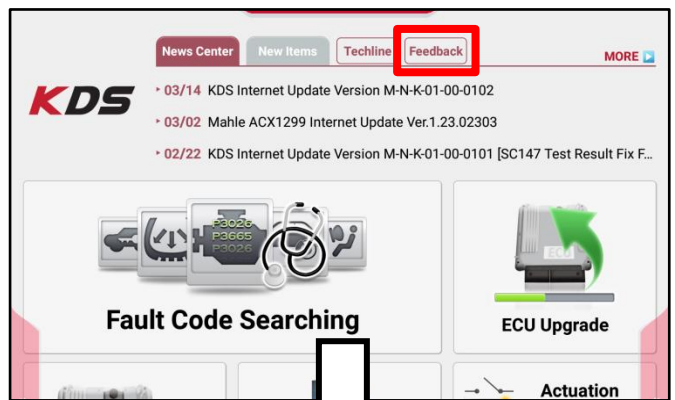 News Center New Items Techline Feedback MORE
KDS
03/14 KDS Internet Update Version M-N-K-01-00-0102
03/02 Mahle ACX1299 Internet Update Ver.1.23.02303
02/22 KDS Internet Update Version M-N-K-01-00-0101 [SC147 Test Result Fix F...
P3026
P3665
P3026
ECU
Fault Code Searching
ECU Upgrade
Actuation